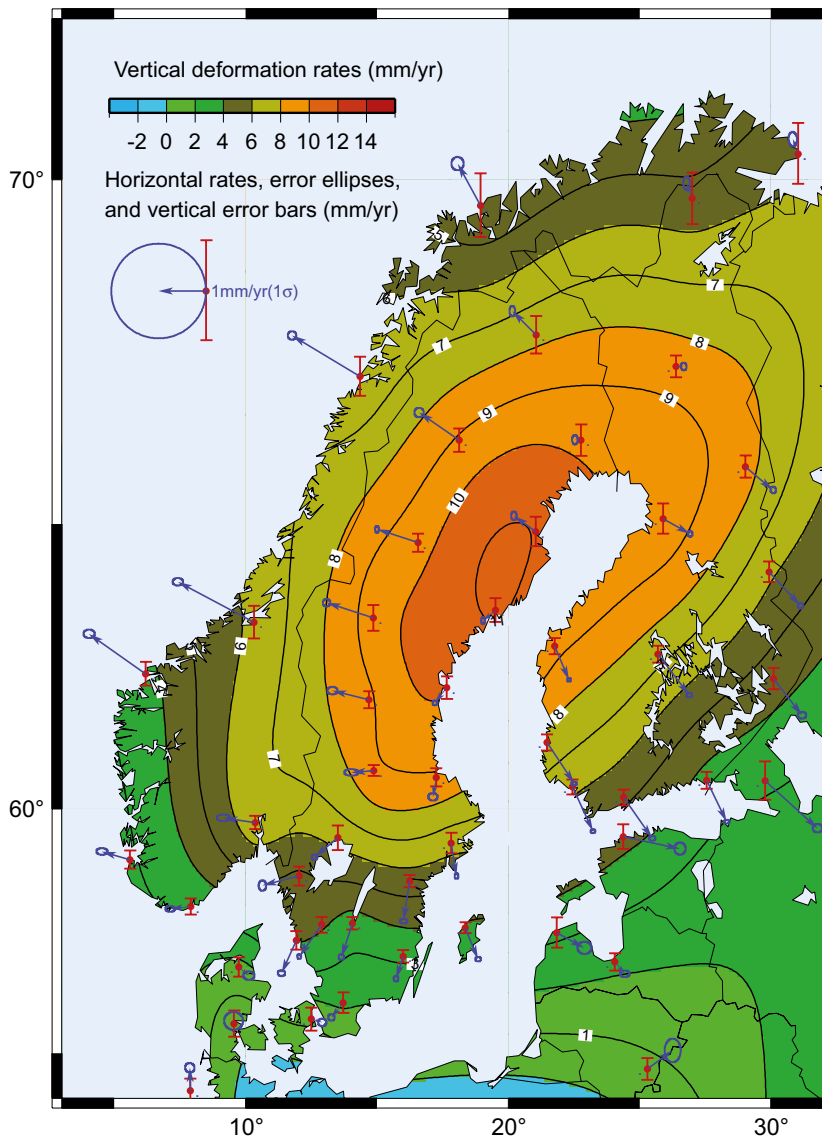 Vertical deformation rates (mm/yr)
-2 0 2 4 6 8 10 12 14
Horizontal rates, error ellipses,
and vertical error bars (mm/yr)
1mm/yr(1σ)
70°
60°
10° 20° 30°
7
8
7
9
9
10
8
6
7
8
1